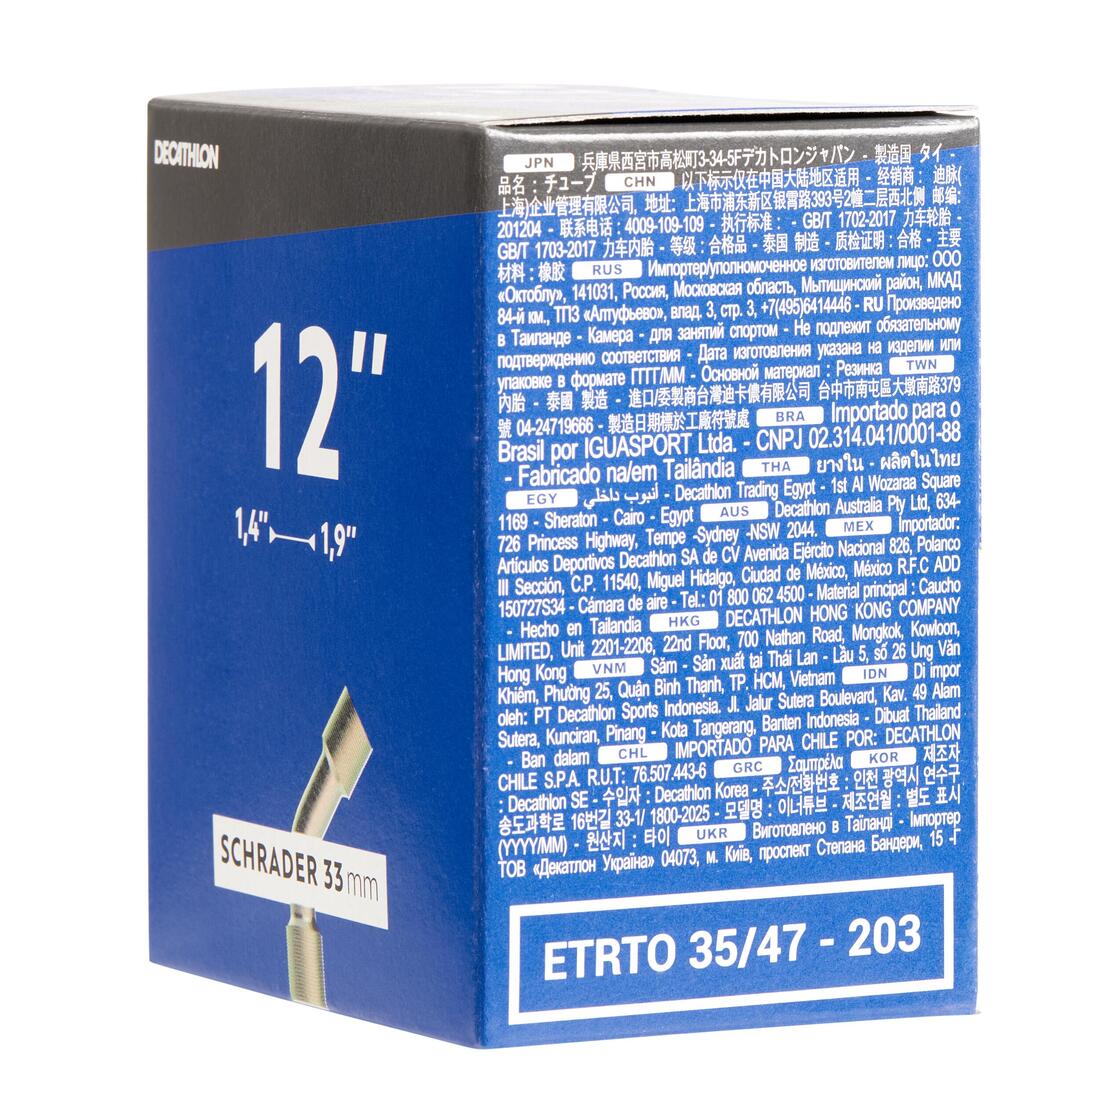 DECATHLON
12"
1,4" 1,9"
SCHRADER 33mm
JPN 兵庫県西宮市高松町3-34-5Fデカトロンジャパン - 製造国 タイ -
品名 : チューブ CHN 以下标示仅在中国大陆地区适用 - 经销商 : 迪脉(
上海)企业管理有限公司, 地址: 上海市浦东新区银霄路393号2幢二层西北侧 邮编:
201204 - 联系电话 : 4009-109-109 - 执行标准 : - GB/T 1702-2017 力车轮胎 -
GB/T 1703-2017 力车内胎 - 等级 : 合格品 - 泰国 制造 - 质检证明 : 合格 - 主要
材料 : 橡胶 RUS Импортер/уполномоченное изготовителем лицо: ООО
«Октоблу», 141031, Россия, Московская область, Мытищинский район, МКАД
84-й км., ТПЗ «Алтуфьево», влад. 3, стр. 3, +7(495)6414446 - RU Произведено
в Таиланде - Камера - для занятий спортом - Не подлежит обязательному
подтверждению соответствия - Дата изготовления указана на изделии или
упаковке в формате ГГГГ/ММ - Основной материал : Резинка TWN
內胎 - 泰國 製造 - 進口/委製商台灣迪卡儂有限公司 台中市南屯區大墩南路379
號 04-24719666 - 製造日期標於工廠符號處 BRA Importado para o
Brasil por IGUASPORT Ltda. - CNPJ 02.314.041/0001-88
- Fabricado na/em Tailândia THA ยางใน - ผลิตในไทย
EGY أنبوب داخلي - Decathlon Trading Egypt - 1st Al Wozaraa Square
1169 - Sheraton - Cairo - Egypt AUS Decathlon Australia Pty Ltd, 634-
726 Princess Highway, Tempe -Sydney -NSW 2044. MEX Importador:
Artículos Deportivos Decathlon SA de CV Avenida Ejército Nacional 826, Polanco
III Sección, C.P. 11540, Miguel Hidalgo, Ciudad de México, México R.F.C ADD
150727S34 - Cámara de aire - Tel.: 01 800 062 4500 - Material principal : Caucho
- Hecho en Tailandia HKG DECATHLON HONG KONG COMPANY
LIMITED, Unit 2201-2206, 22nd Floor, 700 Nathan Road, Mongkok, Kowloon,
Hong Kong VNM Săm - Sản xuất tại Thái Lan - Lầu 5, số 26 Ung Văn
Khiêm, Phường 25, Quận Bình Thạnh, TP. HCM, Vietnam IDN Di impor
oleh: PT Decathlon Sports Indonesia. Jl. Jalur Sutera Boulevard, Kav. 49 Alam
Sutera, Kunciran, Pinang - Kota Tangerang, Banten Indonesia - Dibuat Thailand
- Ban dalam CHL IMPORTADO PARA CHILE POR: DECATHLON
CHILE S.P.A. R.U.T: 76.507.443-6 GRC Σαμπρέλα KOR 제조자
: Decathlon SE - 수입자 : Decathlon Korea - 주소/전화번호 : 인천 광역시 연수구
송도과학로 16번길 33-1/ 1800-2025 - 모델명 : 이너튜브 - 제조연월 : 별도 표시
(YYYY/MM) - 원산지 : 타이 UKR Виготовлено в Таїланді - Імпортер
ТОВ «Декатлон Україна» 04073, м. Київ, проспект Степана Бандери, 15 -Г
ETRTO 35/47 - 203